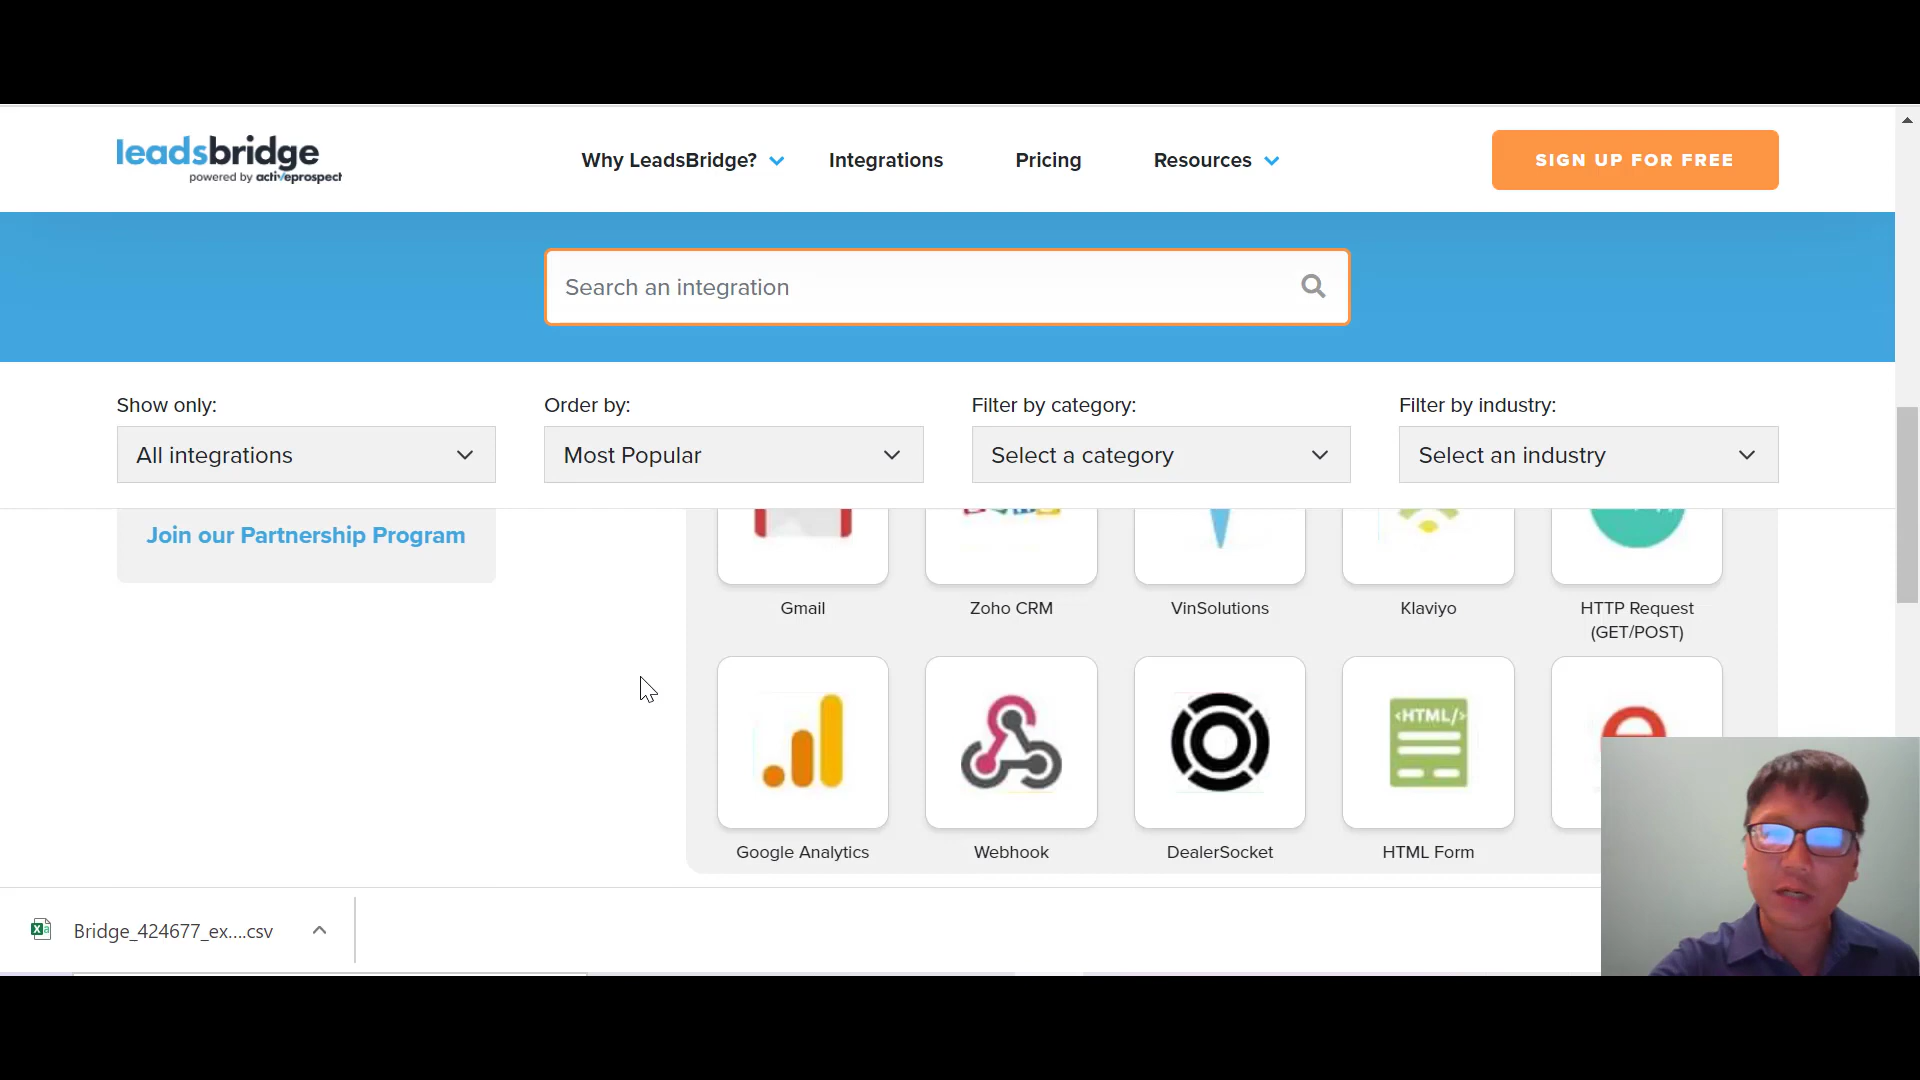 leadsbridge
powered by activeprospect
Why LeadsBridge?
Integrations
Pricing
Resources
SIGN UP FOR FREE
Search an integration
Show only:
Order by:
Filter by category:
Filter by industry:
All integrations
Most Popular
Select a category
Select an industry
Join our Partnership Program
Gmail
Zoho CRM
VinSolutions
Klaviyo
HTTP Request
(GET/POST)
<HTML/>
Google Analytics
Webhook
DealerSocket
HTML Form
Bridge_424677_ex....csv